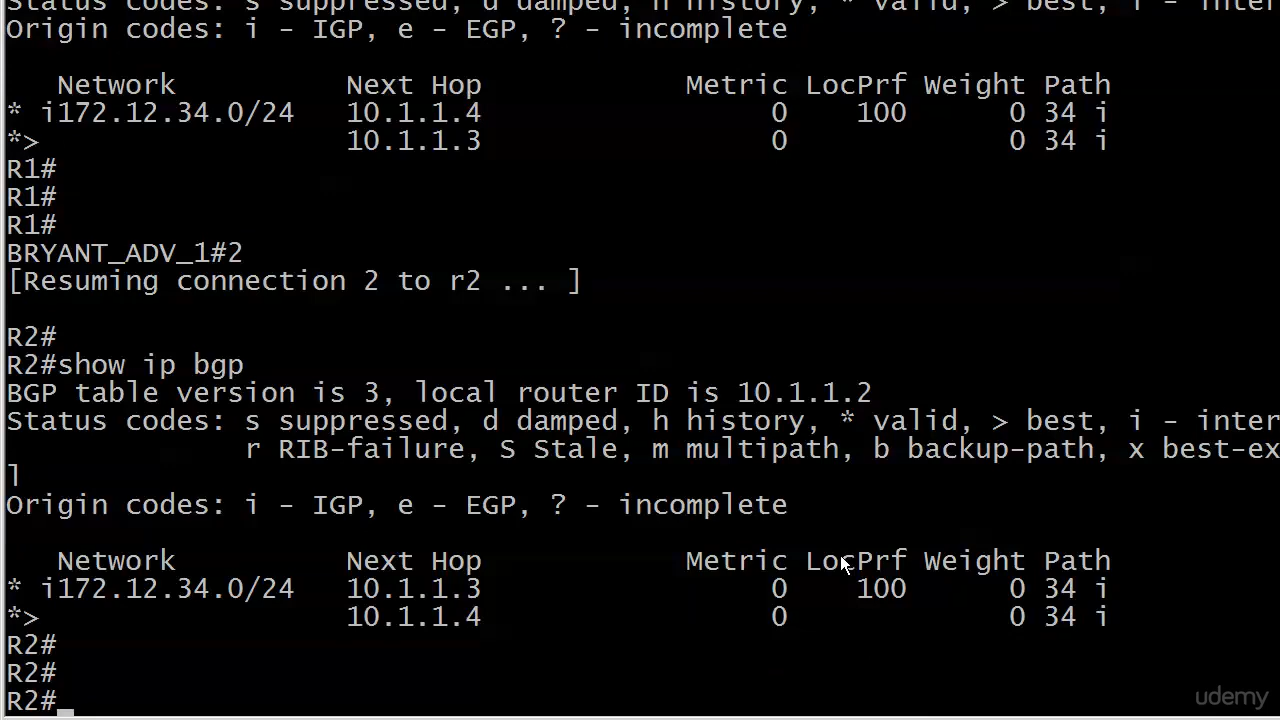 Status codes: s suppressed, d damped, h history, * valid, > best, i - inter
Origin codes: i - IGP, e - EGP, ? - incomplete
Network Next Hop Metric LocPrf Weight Path
* i172.12.34.0/24 10.1.1.4 0 100 0 34 i
*> 10.1.1.3 0 0 34 i
R1#
R1#
R1#
BRYANT_ADV_1#2
[Resuming connection 2 to r2 ... ]
R2#
R2#show ip bgp
BGP table version is 3, local router ID is 10.1.1.2
Status codes: s suppressed, d damped, h history, * valid, > best, i - inter
r RIB-failure, S Stale, m multipath, b backup-path, x best-ex
l
Origin codes: i - IGP, e - EGP, ? - incomplete
Network Next Hop Metric LocPrf Weight Path
* i172.12.34.0/24 10.1.1.3 0 100 0 34 i
*> 10.1.1.4 0 0 34 i
R2#
R2#
R2#
udemy